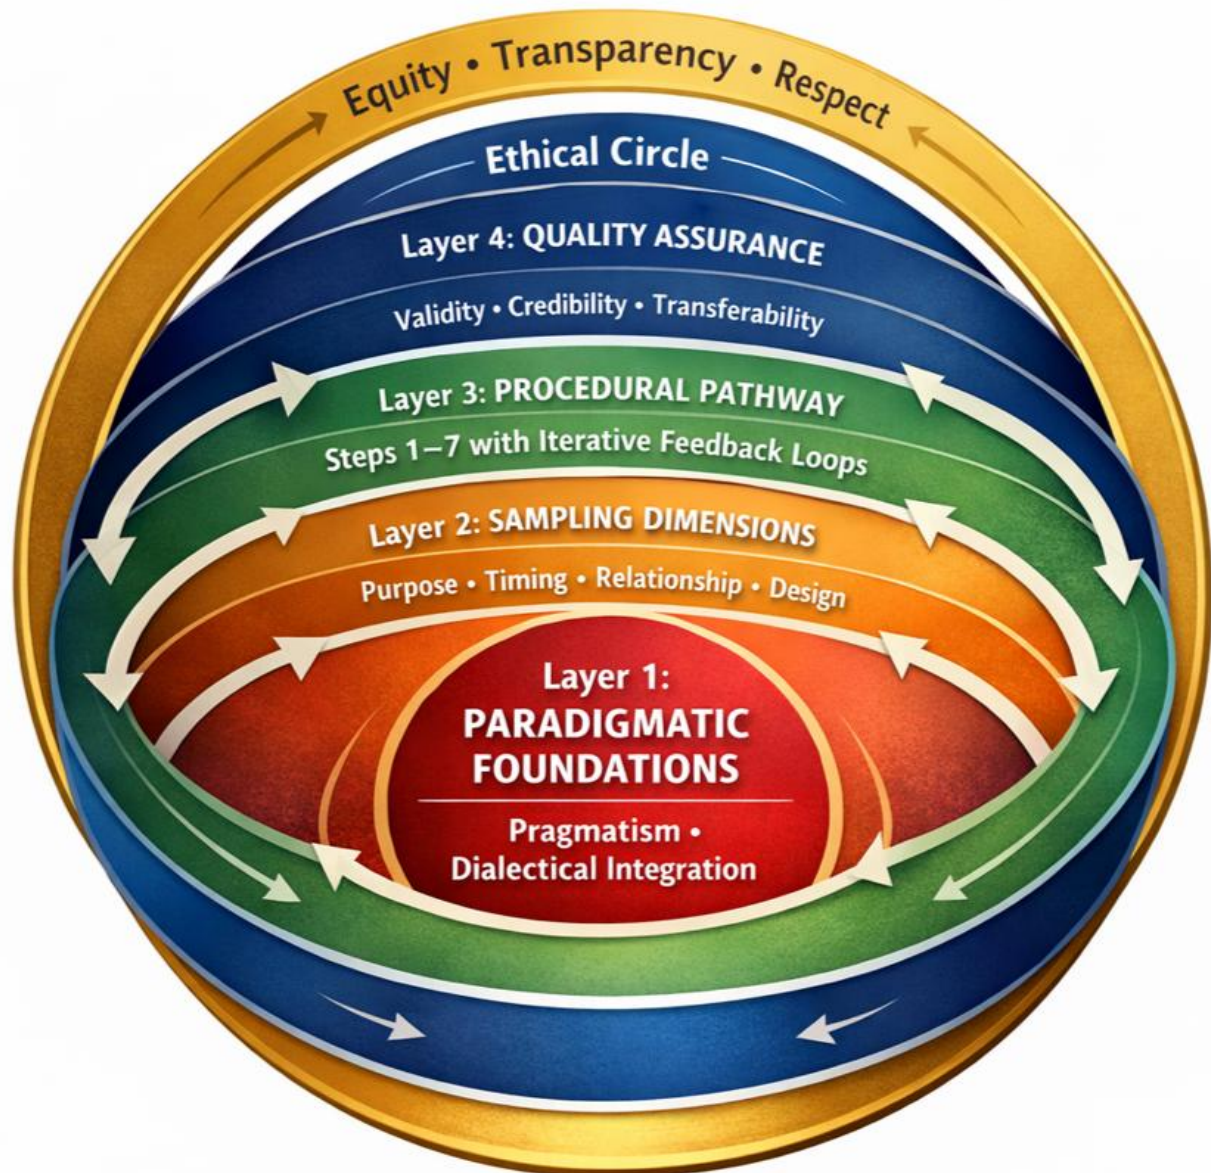 Equity • Transparency • Respect
Ethical Circle
Layer 4: QUALITY ASSURANCE
Validity • Credibility • Transferability
Layer 3: PROCEDURAL PATHWAY
Steps 1–7 with Iterative Feedback Loops
Layer 2: SAMPLING DIMENSIONS
Purpose • Timing • Relationship • Design
Layer 1:
PARADIGMATIC
FOUNDATIONS
Pragmatism •
Dialectical Integration